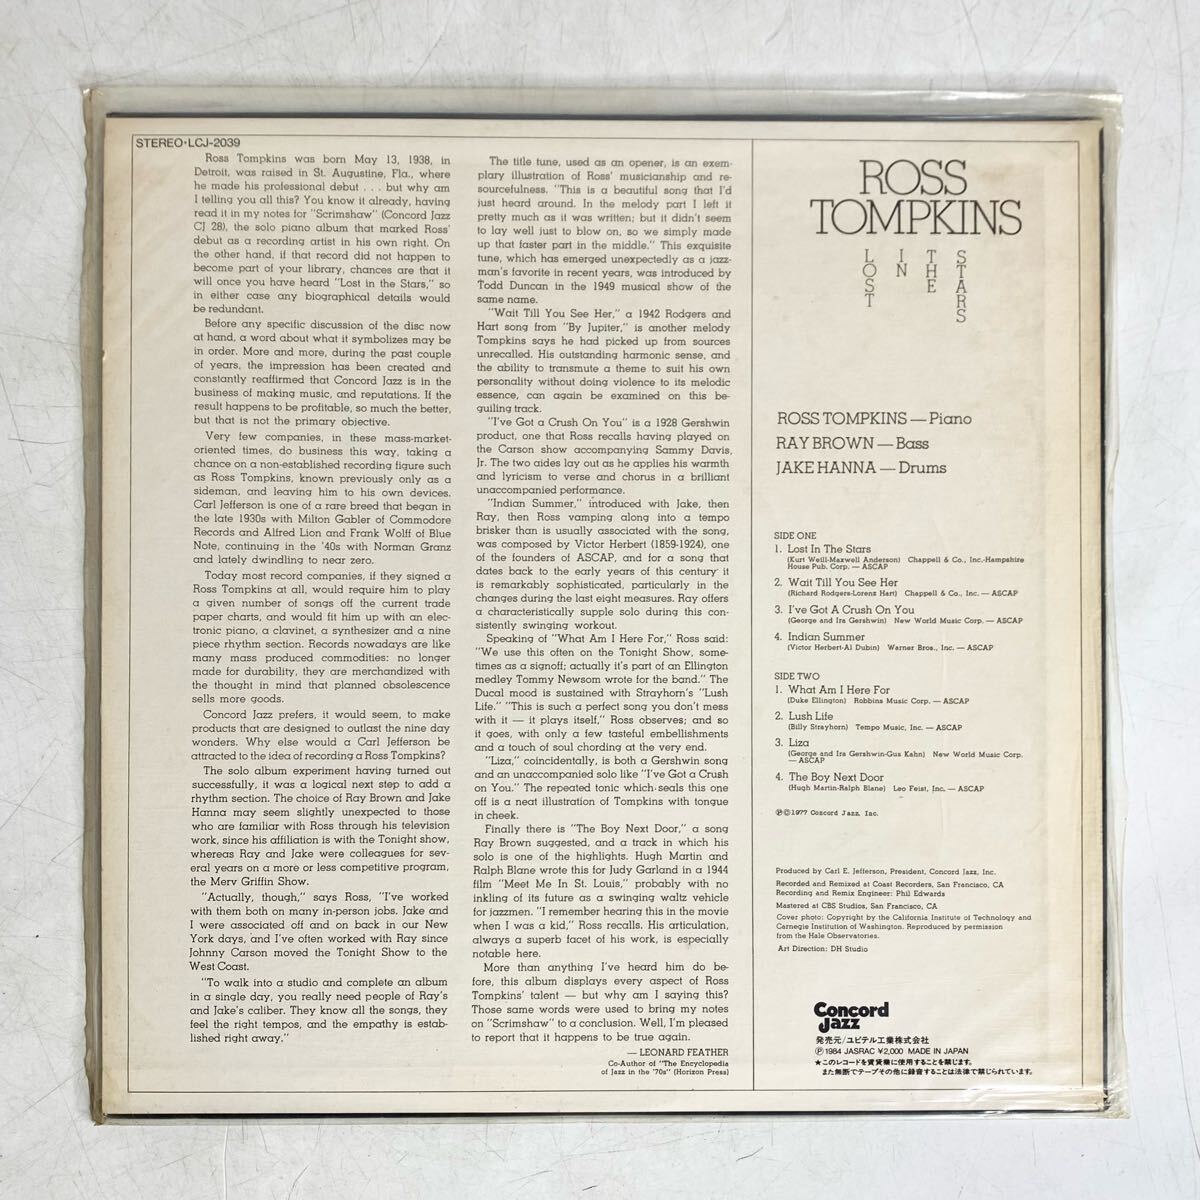 STEREO•LCJ-2039
Ross Tompkins was born May 13, 1938, in
Detroit, was raised in St. Augustine, Fla., where
he made his professional debut . . . but why am
I telling you all this? You know it already, having
read it in my notes for "Scrimshaw" (Concord Jazz
CJ 28), the solo piano album that marked Ross'
debut as a recording artist in his own right. On
the other hand, if that record did not happen to
become part of your library, chances are that it
will once you have heard "Lost in the Stars," so
in either case any biographical details would
be redundant.
Before any specific discussion of the disc now
at hand, a word about what it symbolizes may be
in order. More and more, during the past couple
of years, the impression has been created and
constantly reaffirmed that Concord Jazz is in the
business of making music, and reputations. If the
result happens to be profitable, so much the better,
but that is not the primary objective.
Very few companies, in these mass-market-
oriented times, do business this way, taking a
chance on a non-established recording figure such
as Ross Tompkins, known previously only as a
sideman, and leaving him to his own devices.
Carl Jefferson is one of a rare breed that began in
the late 1930s with Milton Gabler of Commodore
Records and Alfred Lion and Frank Wolff of Blue
Note, continuing in the '40s with Norman Granz
and lately dwindling to near zero.
Today most record companies, if they signed a
Ross Tompkins at all, would require him to play
a given number of songs off the current trade
paper charts, and would fit him up with an elec-
tronic piano, a clavinet, a synthesizer and a nine
piece rhythm section. Records nowadays are like
many mass produced commodities: no longer
made for durability, they are merchandized with
the thought in mind that planned obsolescence
sells more goods.
Concord Jazz prefers, it would seem, to make
products that are designed to outlast the nine day
wonders. Why else would a Carl Jefferson be
attracted to the idea of recording a Ross Tompkins?
The solo album experiment having turned out
successfully, it was a logical next step to add a
rhythm section. The choice of Ray Brown and Jake
Hanna may seem slightly unexpected to those
who are familiar with Ross through his television
work, since his affiliation is with the Tonight show,
whereas Ray and Jake were colleagues for sev-
eral years on a more or less competitive program,
the Merv Griffin Show.
"Actually, though," says Ross, "I've worked
with them both on many in-person jobs. Jake and
I were associated off and on back in our New
York days, and I've often worked with Ray since
Johnny Carson moved the Tonight Show to the
West Coast.
"To walk into a studio and complete an album
in a single day, you really need people of Ray's
and Jake's caliber. They know all the songs, they
feel the right tempos, and the empathy is estab-
lished right away."
The title tune, used as an opener, is an exem-
plary illustration of Ross' musicianship and re-
sourcefulness. "This is a beautiful song that I'd
just heard around. In the melody part I left it
pretty much as it was written; but it didn't seem
to lay well just to blow on, so we simply made
up that faster part in the middle." This exquisite
tune, which has emerged unexpectedly as a jazz-
man's favorite in recent years, was introduced by
Todd Duncan in the 1949 musical show of the
same name.
"Wait Till You See Her," a 1942 Rodgers and
Hart song from "By Jupiter," is another melody
Tompkins says he had picked up from sources
unrecalled. His outstanding harmonic sense, and
the ability to transmute a theme to suit his own
personality without doing violence to its melodic
essence, can again be examined on this be-
guiling track.
"I've Got a Crush On You" is a 1928 Gershwin
product, one that Ross recalls having played on
the Carson show accompanying Sammy Davis,
Jr. The two aides lay out as he applies his warmth
and lyricism to verse and chorus in a brilliant
unaccompanied performance.
"Indian Summer," introduced with Jake, then
Ray, then Ross vamping along into a tempo
brisker than is usually associated with the song,
was composed by Victor Herbert (1859-1924), one
of the founders of ASCAP, and for a song that
dates back to the early years of this century it
is remarkably sophisticated, particularly in the
changes during the last eight measures. Ray offers
a characteristically supple solo during this con-
sistently swinging workout.
Speaking of "What Am I Here For," Ross said:
"We use this often on the Tonight Show, some-
times as a signoff; actually it's part of an Ellington
medley Tommy Newsom wrote for the band." The
Ducal mood is sustained with Strayhorn's "Lush
Life." "This is such a perfect song you don't mess
with it — it plays itself," Ross observes; and so
it goes, with only a few tasteful embellishments
and a touch of soul chording at the very end.
"Liza," coincidentally, is both a Gershwin song
and an unaccompanied solo like "I've Got a Crush
on You." The repeated tonic which seals this one
off is a neat illustration of Tompkins with tongue
in cheek.
Finally there is "The Boy Next Door," a song
Ray Brown suggested, and a track in which his
solo is one of the highlights. Hugh Martin and
Ralph Blane wrote this for Judy Garland in a 1944
film "Meet Me In St. Louis," probably with no
inkling of its future as a swinging waltz vehicle
for jazzmen. "I remember hearing this in the movie
when I was a kid," Ross recalls. His articulation,
always a superb facet of his work, is especially
notable here.
More than anything I've heard him do be-
fore, this album displays every aspect of Ross
Tompkins' talent — but why am I saying this?
Those same words were used to bring my notes
on "Scrimshaw" to a conclusion. Well, I'm pleased
to report that it happens to be true again.
— LEONARD FEATHER
Co-Author of "The Encyclopedia
of Jazz in the '70s" (Horizon Press)
ROSS
TOMPKINS
LOST IN THE STARS
ROSS TOMPKINS — Piano
RAY BROWN — Bass
JAKE HANNA — Drums
SIDE ONE
1. Lost In The Stars
(Kurt Weill-Maxwell Anderson) Chappell & Co., Inc.-Hampshire
House Pub. Corp. — ASCAP
2. Wait Till You See Her
(Richard Rodgers-Lorenz Hart) Chappell & Co., Inc. — ASCAP
3. I've Got A Crush On You
(George and Ira Gershwin) New World Music Corp. — ASCAP
4. Indian Summer
(Victor Herbert-Al Dubin) Warner Bros., Inc. — ASCAP
SIDE TWO
1. What Am I Here For
(Duke Ellington) Robbins Music Corp. — ASCAP
2. Lush Life
(Billy Strayhorn) Tempo Music, Inc. — ASCAP
3. Liza
(George and Ira Gershwin-Gus Kahn) New World Music Corp.
— ASCAP
4. The Boy Next Door
(Hugh Martin-Ralph Blane) Leo Feist, Inc. — ASCAP
℗©1977 Concord Jazz, Inc.
Produced by Carl E. Jefferson, President, Concord Jazz, Inc.
Recorded and Remixed at Coast Recorders, San Francisco, CA
Recording and Remix Engineer: Phil Edwards
Mastered at CBS Studios, San Francisco, CA
Cover photo: Copyright by the California Institute of Technology and
Carnegie Institution of Washington. Reproduced by permission
from the Hale Observatories.
Art Direction: DH Studio
Concord
Jazz
発売元/ユピテル工業株式会社
℗ 1984 JASRAC ¥2,000 MADE IN JAPAN
★このレコードを賃貸業に使用することを禁じます。
また無断でテープその他に録音することは法律で禁じられています。